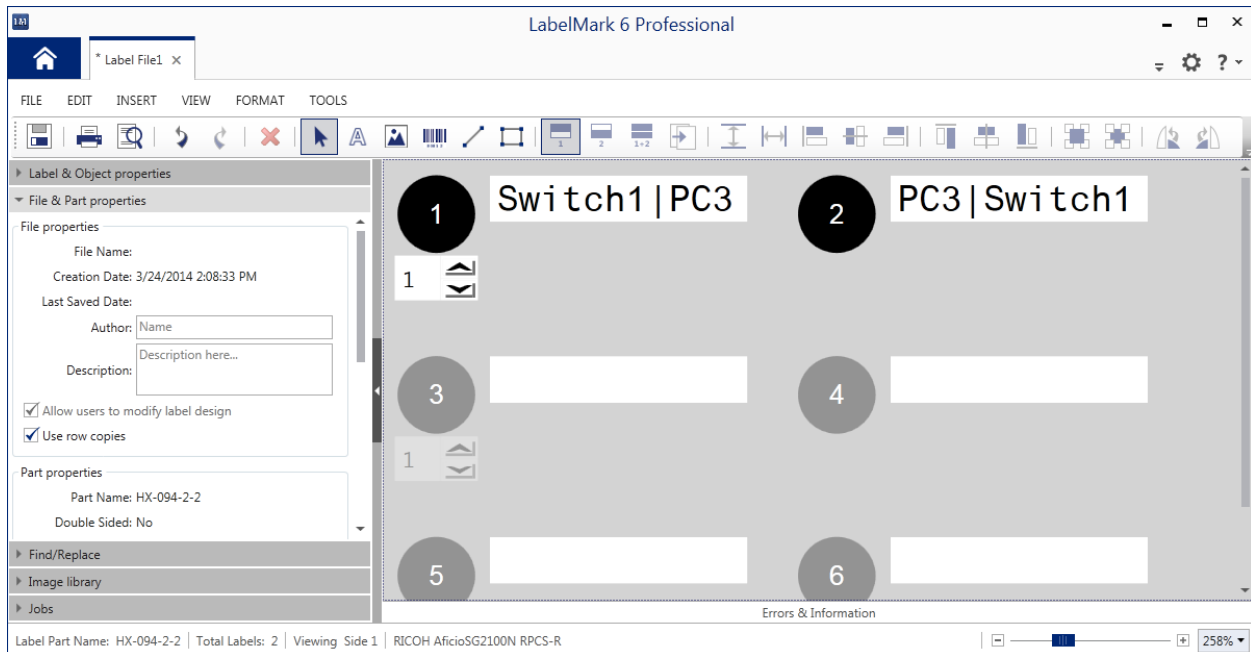 LabelMark 6 Professional
* Label File1
FILE EDIT INSERT VIEW FORMAT TOOLS
A 1 2 1+2
Label & Object properties
File & Part properties
File properties
File Name:
Creation Date: 3/24/2014 2:08:33 PM
Last Saved Date:
Author: Name
Description: Description here...
Allow users to modify label design
Use row copies
Part properties
Part Name: HX-094-2-2
Double Sided: No
Find/Replace
Image library
Jobs
1 Switch1|PC3 2 PC3|Switch1
1
3 4
1
5 6
Errors & Information
Label Part Name: HX-094-2-2 Total Labels: 2 Viewing Side 1 RICOH AficioSG2100N RPCS-R 258%